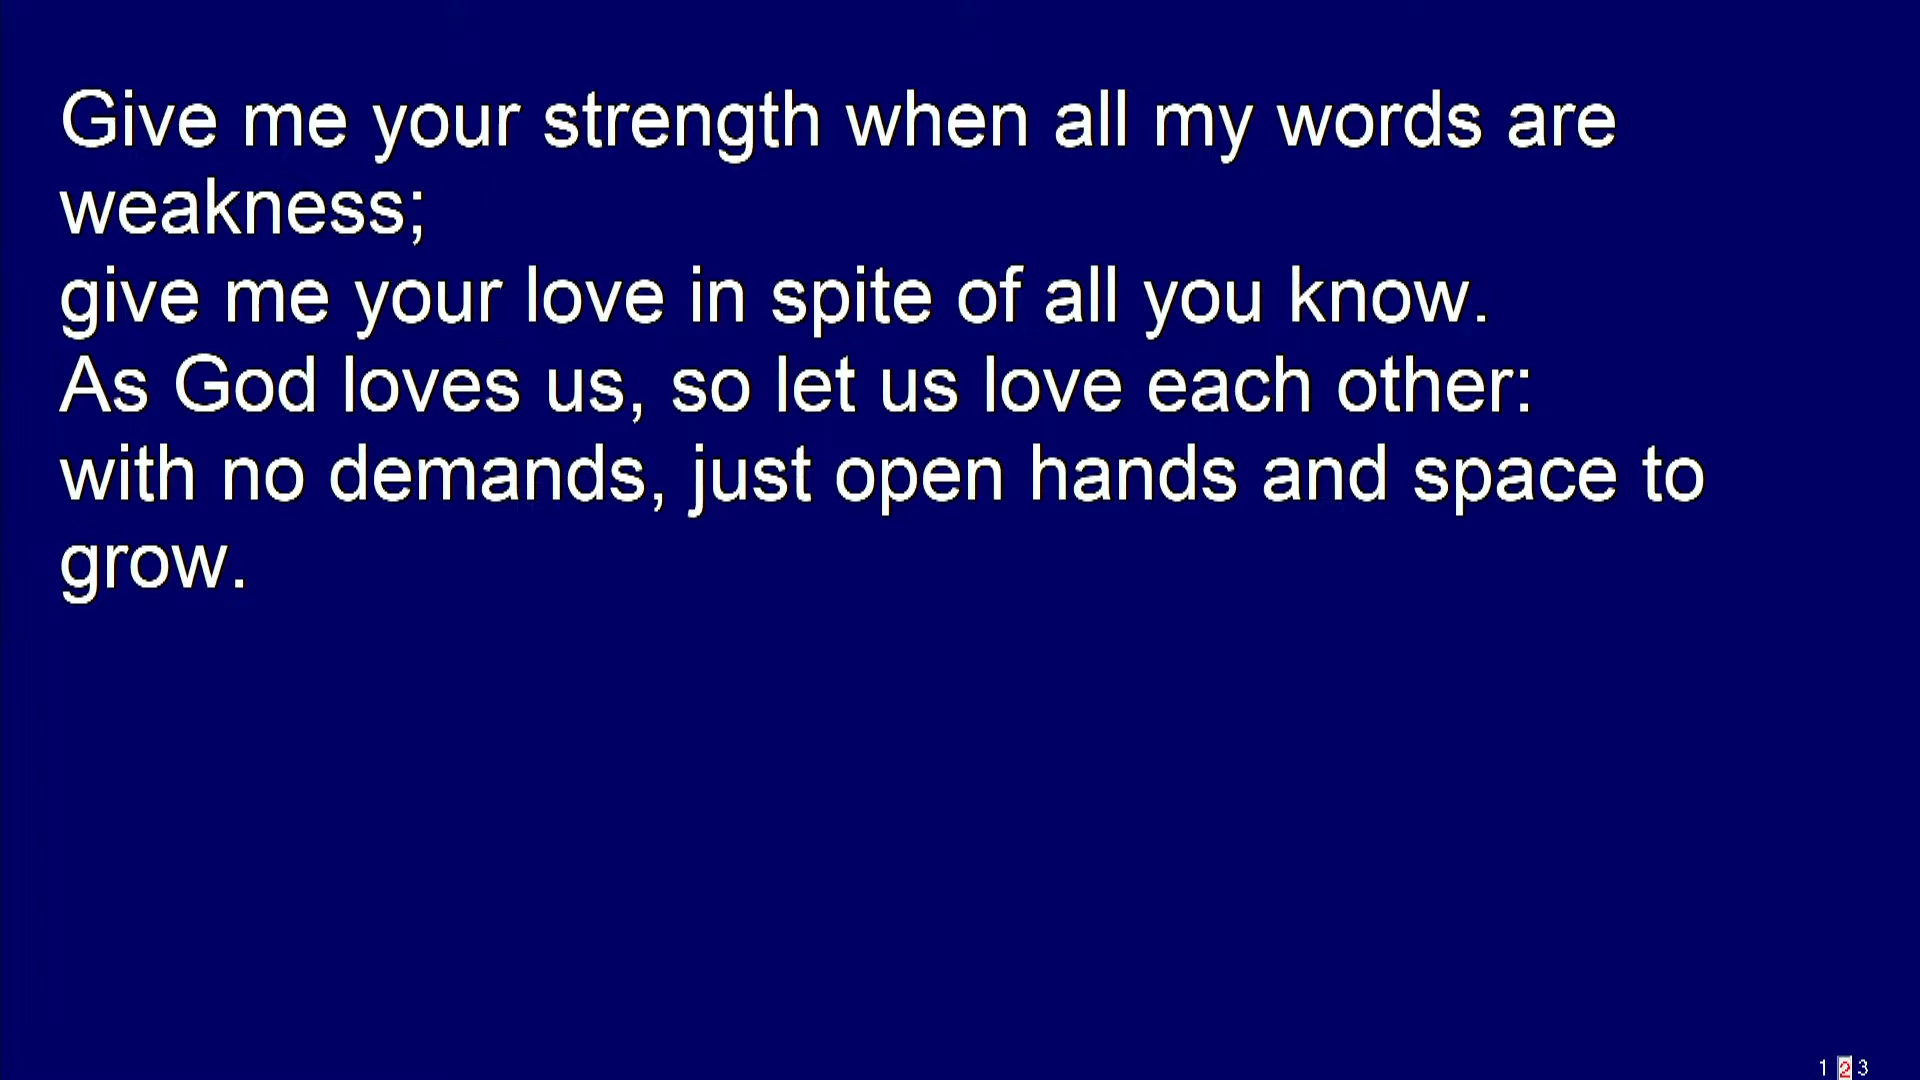 Give me your strength when all my words are
weakness;
give me your love in spite of all you know.
As God loves us, so let us love each other:
with no demands, just open hands and space to
grow.
1 2 3